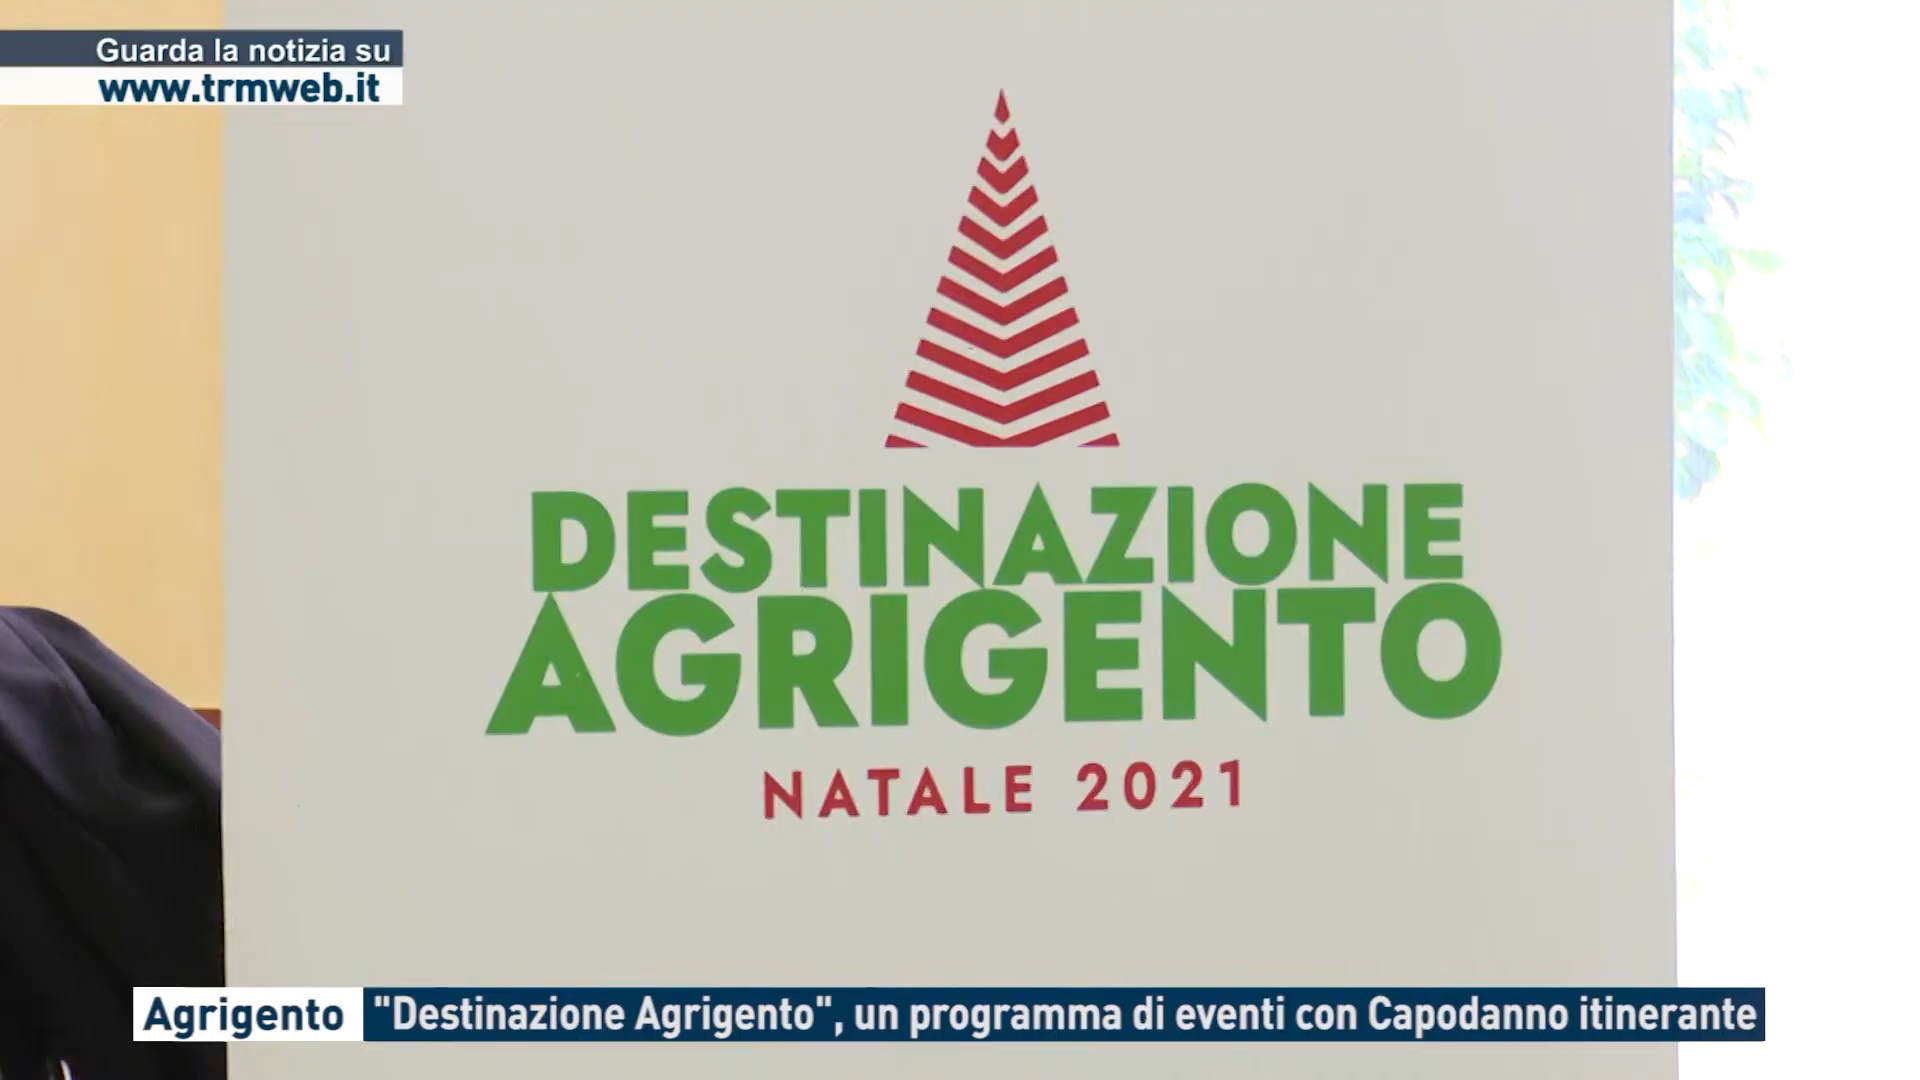 Guarda la notizia su
www.trmweb.it
DESTINAZIONE
AGRIGENTO
NATALE 2021
Agrigento "Destinazione Agrigento", un programma di eventi con Capodanno itinerante